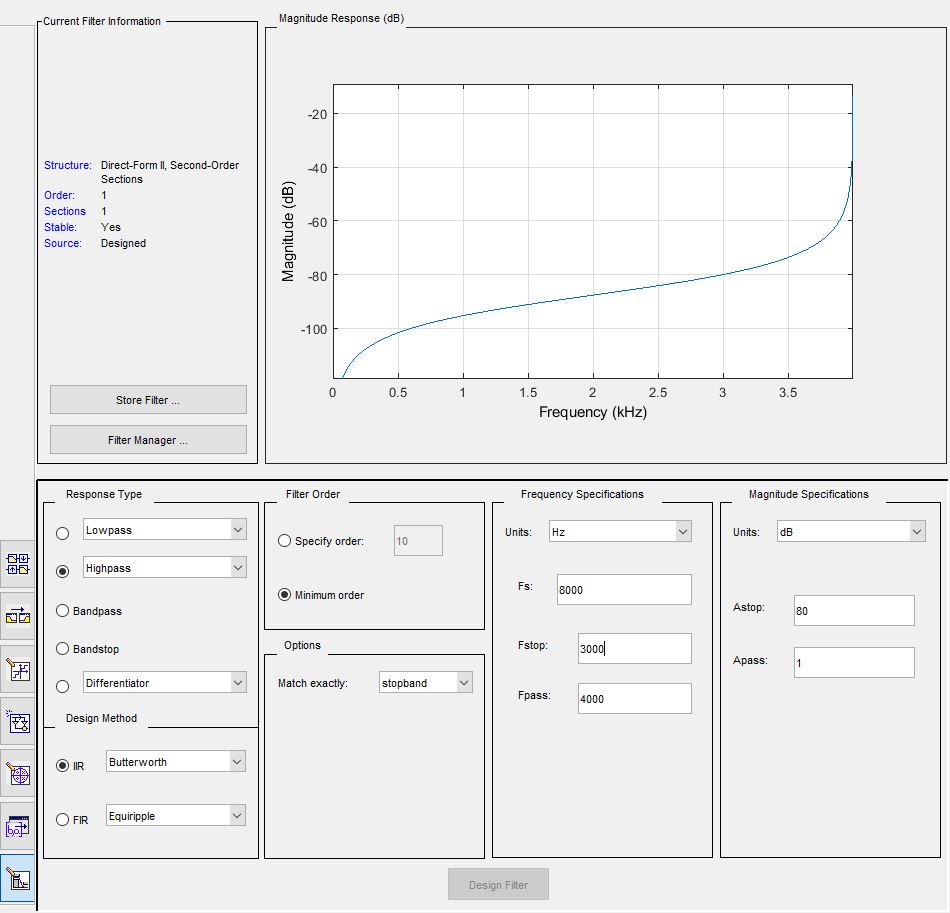 Current Filter Information
Structure: Direct-Form II, Second-Order
Sections
Order: 1
Sections 1
Stable: Yes
Source: Designed
Store Filter ...
Filter Manager ...
Magnitude Response (dB)
Magnitude (dB)
-20
-40
-60
-80
-100
0 0.5 1 1.5 2 2.5 3 3.5
Frequency (kHz)
Response Type
Lowpass
Highpass
Bandpass
Bandstop
Differentiator
Design Method
IIR Butterworth
FIR Equiripple
Filter Order
Specify order: 10
Minimum order
Options
Match exactly: stopband
Frequency Specifications
Units: Hz
Fs: 8000
Fstop: 3000
Fpass: 4000
Magnitude Specifications
Units: dB
Astop: 80
Apass: 1
Design Filter